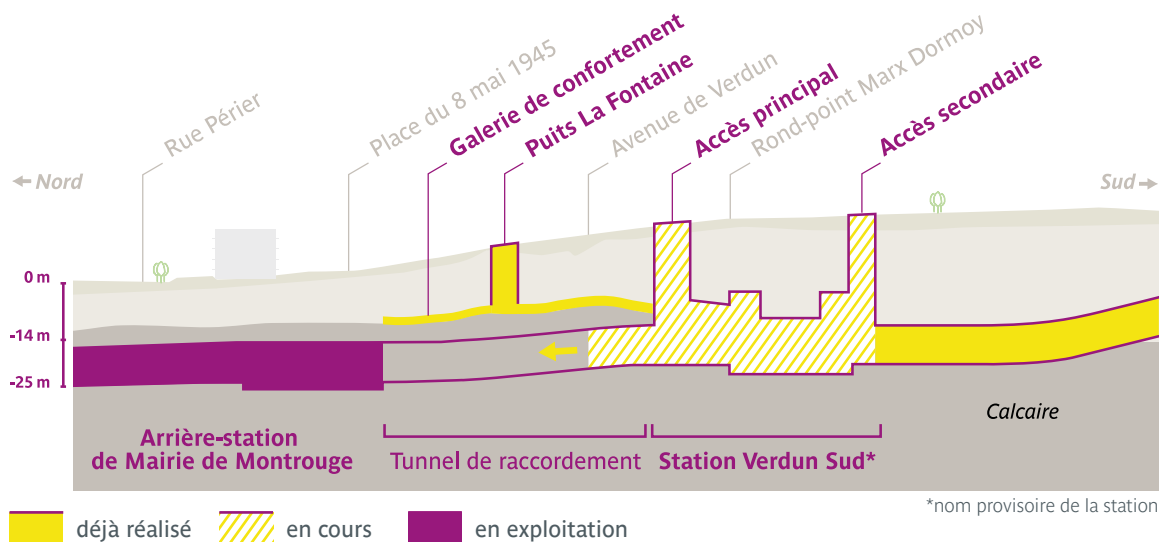 Rue Périer
Place du 8 mai 1945
Galerie de confortement
Puits La Fontaine
Avenue de Verdun
Accès principal
Rond-point Marx Dormoy
Accès secondaire
Nord
Sud
0 m
-14 m
-25 m
Calcaire
Arrière-station
de Mairie de Montrouge
Tunnel de raccordement
Station Verdun Sud*
*nom provisoire de la station
déjà réalisé
en cours
en exploitation